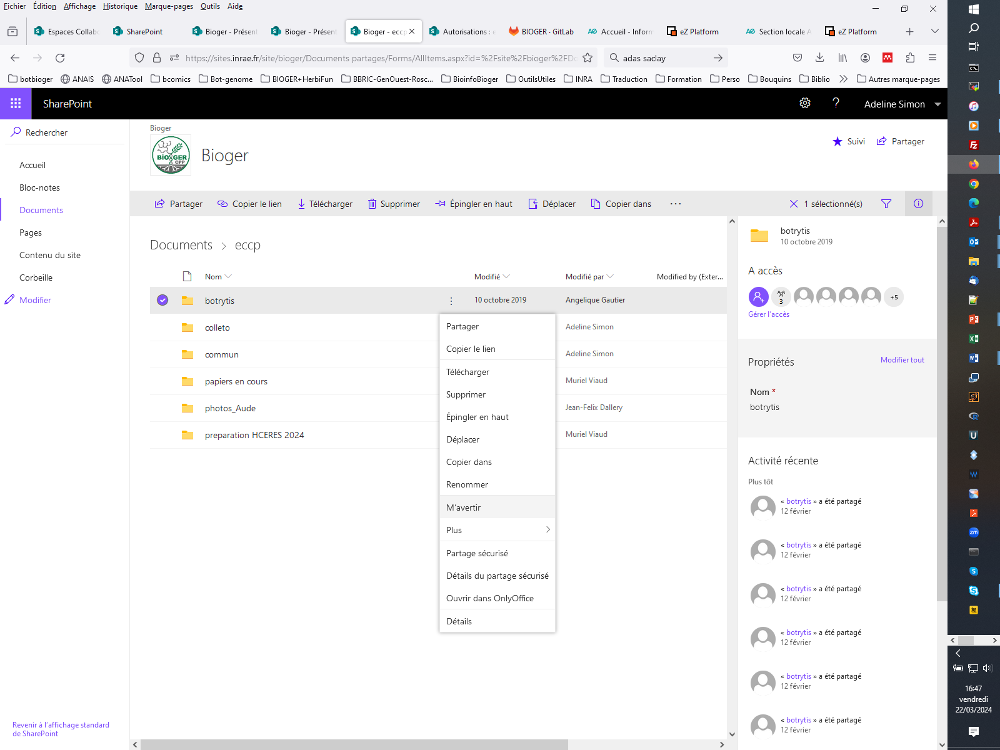 Fichier Édition Affichage Historique Marque-pages Outils Aide
Espaces Collab SharePoint Bioger - Présent Bioger - Présent Bioger - eccp Autorisations : e BIOGER · GitLab Accueil - Inform eZ Platform Section locale A eZ Platform
https://sites.inrae.fr/site/bioger/Documents partages/Forms/AllItems.aspx?id=%2Fsite%2Fbioger%2FDo adas saclay
botbioger ANAIS ANATool bcomics Bot-genome BIOGER+HerbiFun BBRIC-GenOuest-Rosc... BioinfoBioger OutilsUtiles INRA Traduction Formation Perso Bouquins Biblio Autres marque-pages
SharePoint ? Adeline Simon
Rechercher
Accueil
Bloc-notes
Documents
Pages
Contenu du site
Corbeille
Modifier
Revenir à l'affichage standard
de SharePoint
Bioger
BIOGER
CPP
Bioger
Suivi Partager
Partager Copier le lien Télécharger Supprimer Épingler en haut Déplacer Copier dans ··· 1 sélectionné(s)
Documents > eccp
Nom Modifié Modifié par Modified by (Exter...
botrytis 10 octobre 2019 Angelique Gautier
colleto Adeline Simon
commun Adeline Simon
papiers en cours Muriel Viaud
photos_Aude Jean-Felix Dallery
preparation HCERES 2024 Muriel Viaud
Partager
Copier le lien
Télécharger
Supprimer
Épingler en haut
Déplacer
Copier dans
Renommer
M'avertir
Plus
Partage sécurisé
Détails du partage sécurisé
Ouvrir dans OnlyOffice
Détails
botrytis
10 octobre 2019
A accès
3 +5
Gérer l'accès
Propriétés Modifier tout
Nom *
botrytis
Activité récente
Plus tôt
« botrytis » a été partagé
12 février
« botrytis » a été partagé
12 février
« botrytis » a été partagé
12 février
« botrytis » a été partagé
12 février
« botrytis » a été partagé
12 février
« botrytis » a été partagé
12 février
16:47
vendredi
22/03/2024